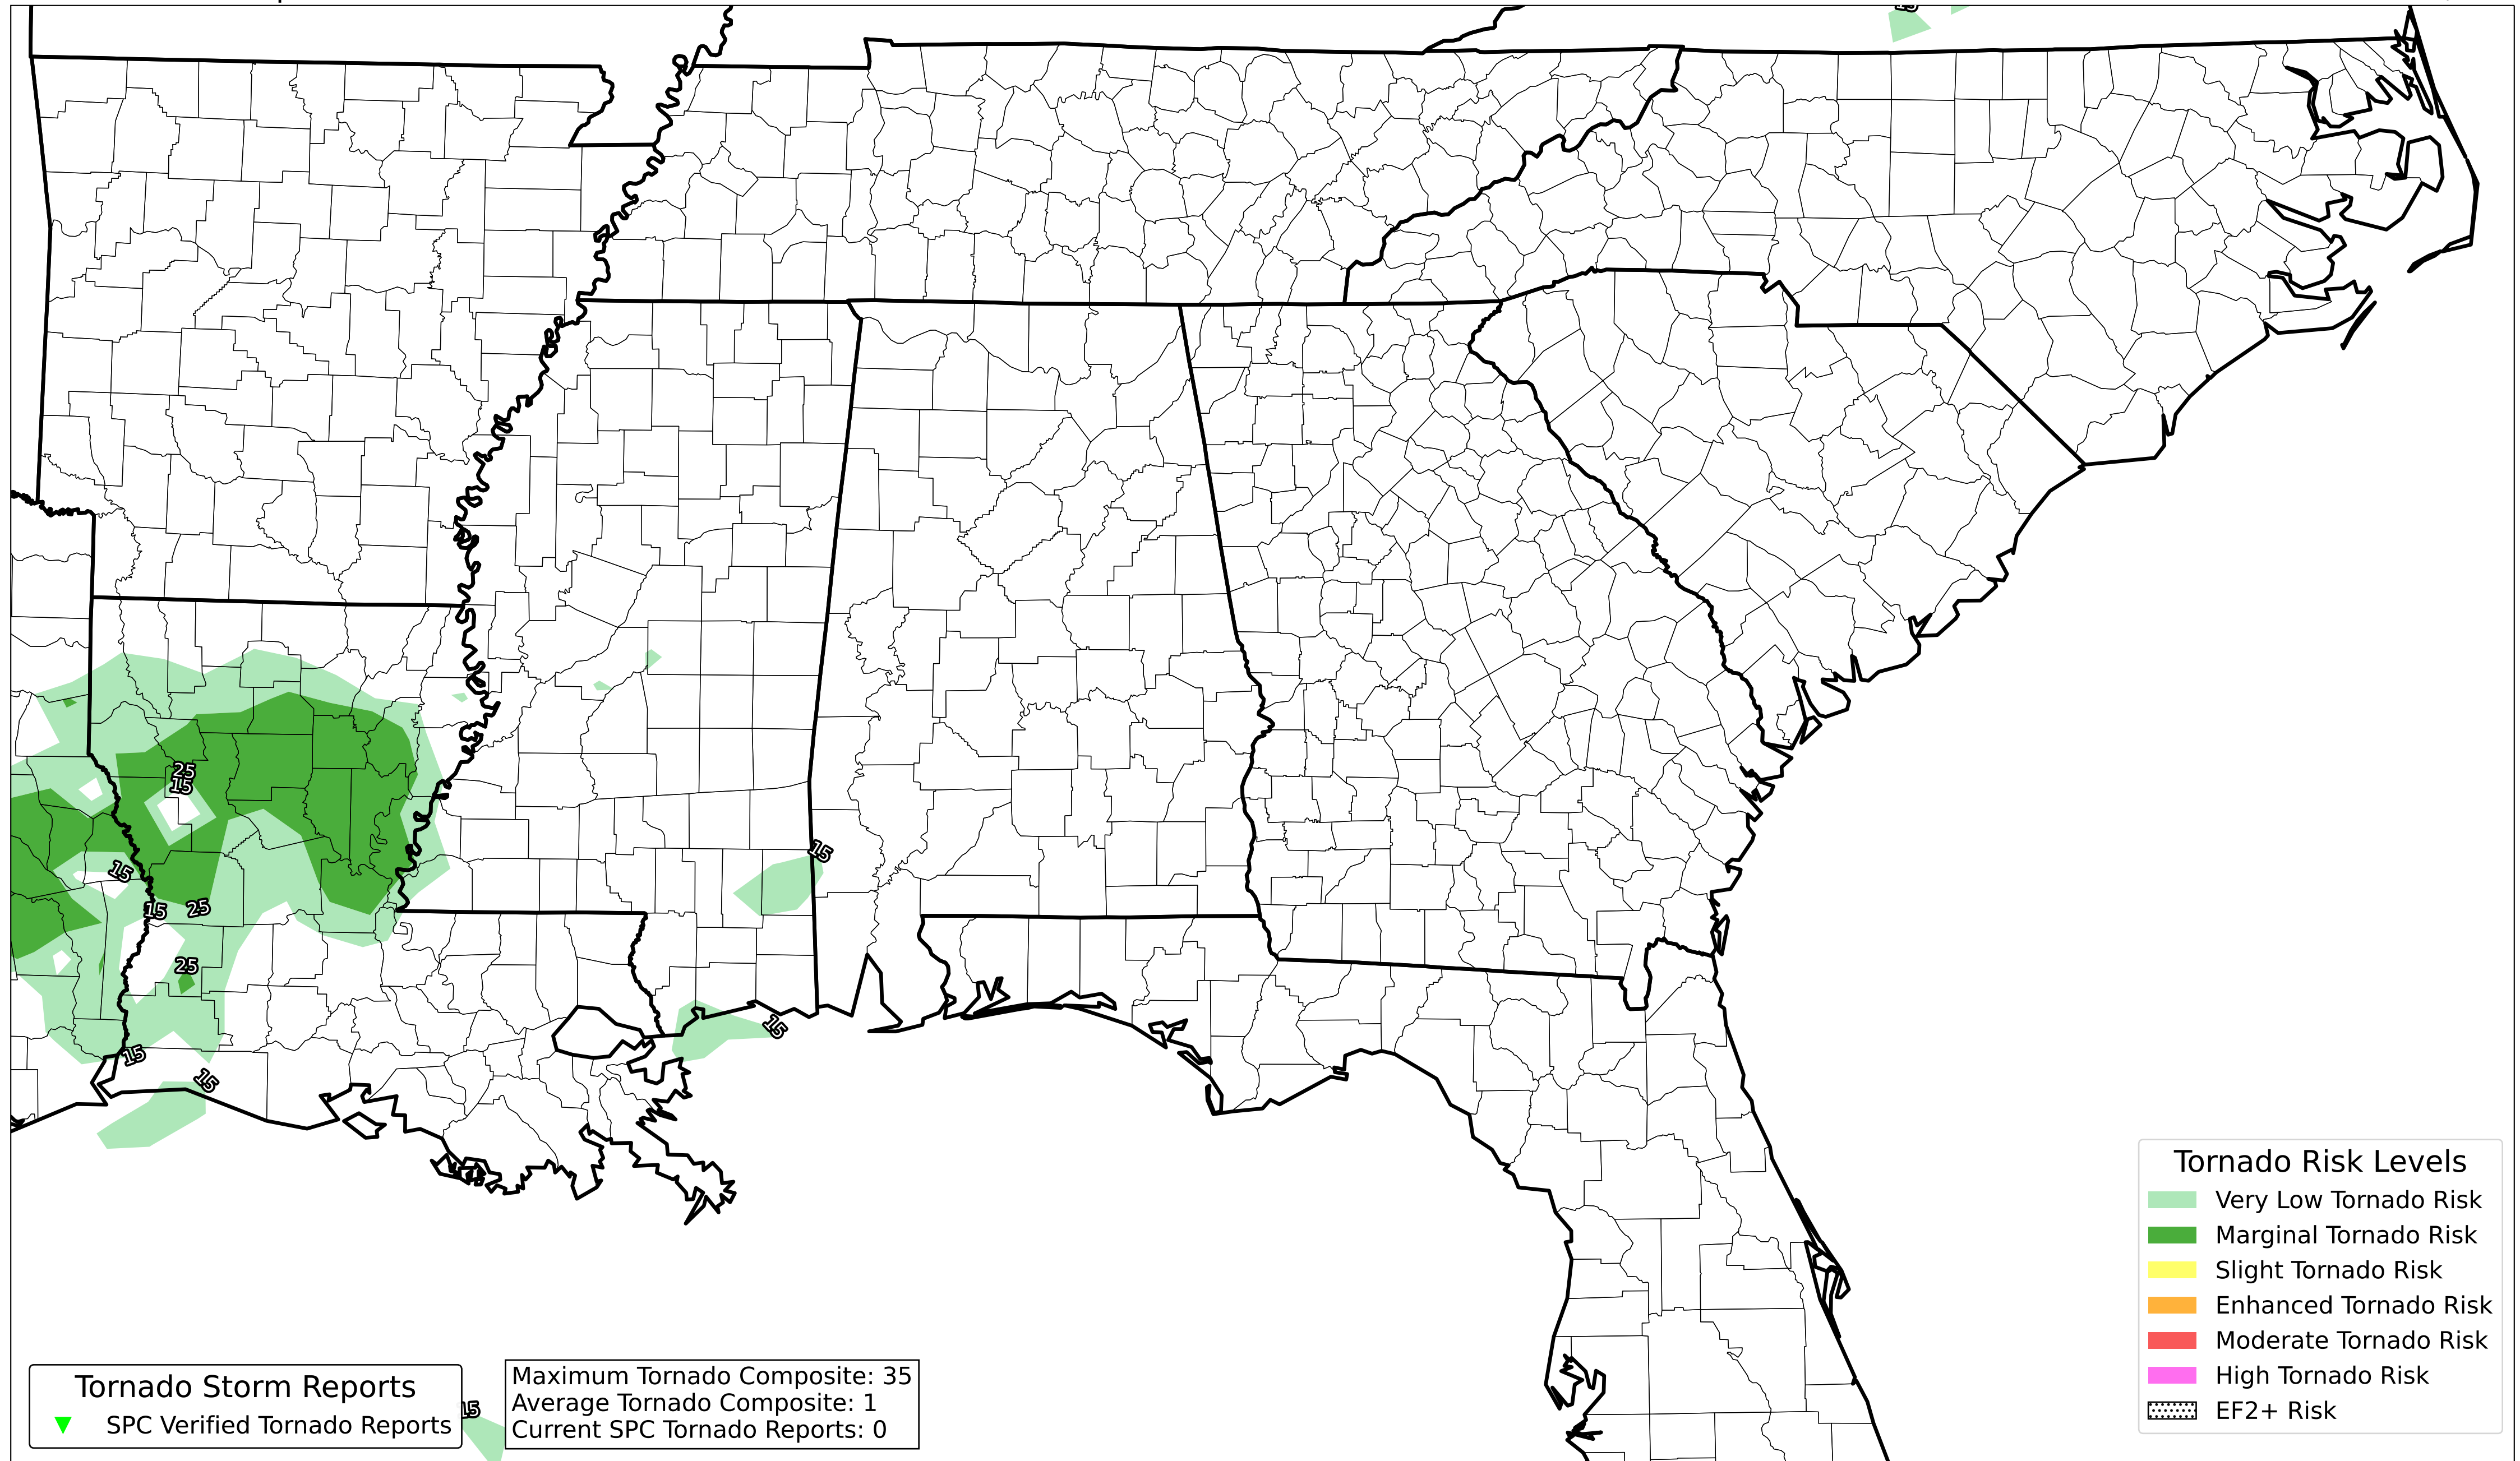 15
25
15
15
15
15
25
25
15
15
15
Tornado Risk Levels
Very Low Tornado Risk
Marginal Tornado Risk
Slight Tornado Risk
Enhanced Tornado Risk
Moderate Tornado Risk
High Tornado Risk
EF2+ Risk
Tornado Storm Reports
SPC Verified Tornado Reports
15
Maximum Tornado Composite: 35
Average Tornado Composite: 1
Current SPC Tornado Reports: 0